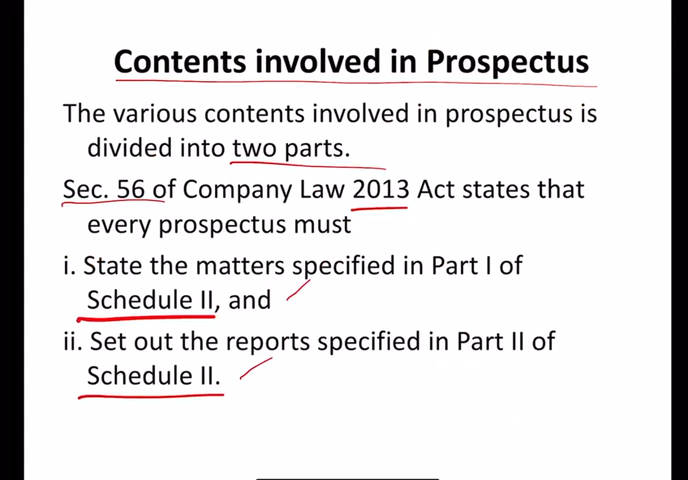 Contents involved in Prospectus
The various contents involved in prospectus is
divided into two parts.
Sec. 56 of Company Law 2013 Act states that
every prospectus must
i. State the matters specified in Part I of
Schedule II, and
ii. Set out the reports specified in Part II of
Schedule II.